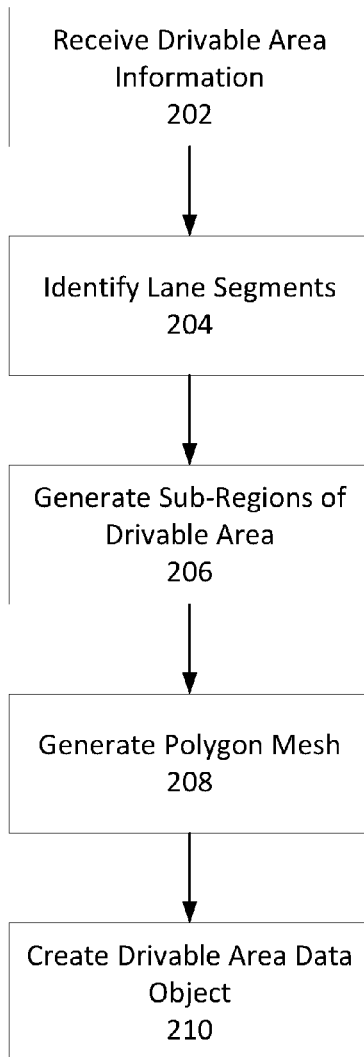 Receive Drivable Area
Information
202
Identify Lane Segments
204
Generate Sub-Regions of
Drivable Area
206
Generate Polygon Mesh
208
Create Drivable Area Data
Object
210